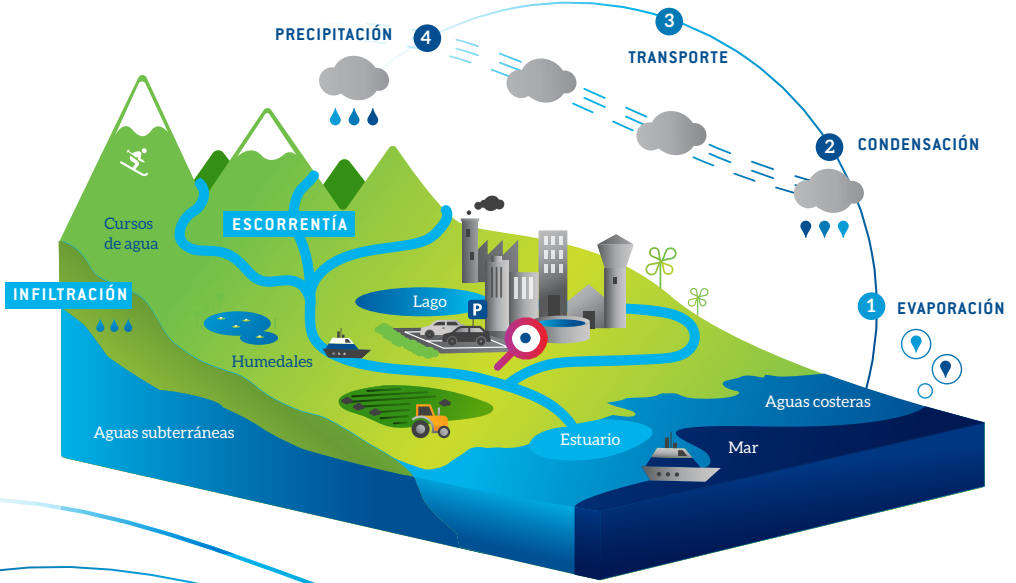 PRECIPITACIÓN
4
3
TRANSPORTE
2
CONDENSACIÓN
Cursos
de agua
ESCORRENTÍA
INFILTRACIÓN
Lago
P
1
EVAPORACIÓN
Humedales
Aguas subterráneas
Estuario
Aguas costeras
Mar